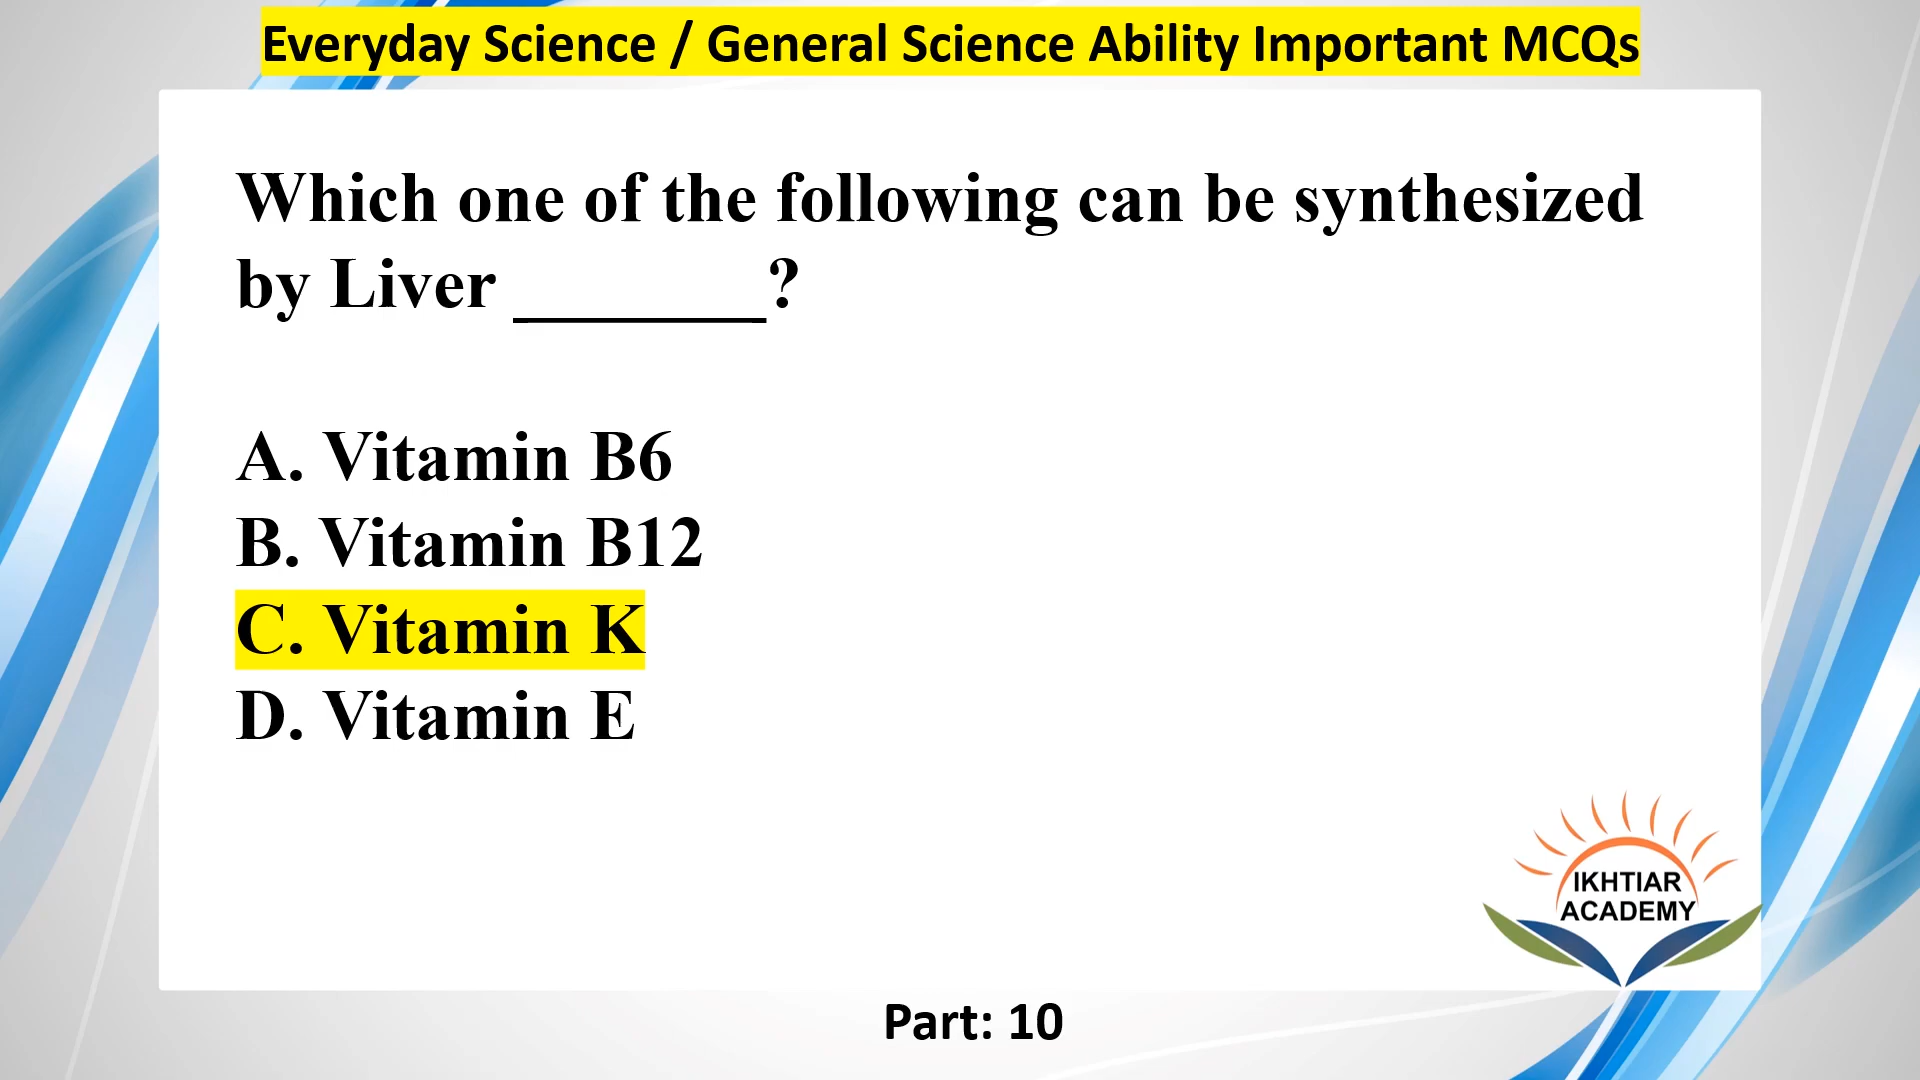 Everyday Science / General Science Ability Important MCQs
Which one of the following can be synthesized
by Liver _______?
A. Vitamin B6
B. Vitamin B12
C. Vitamin K
D. Vitamin E
IKHTIAR
ACADEMY
Part: 10